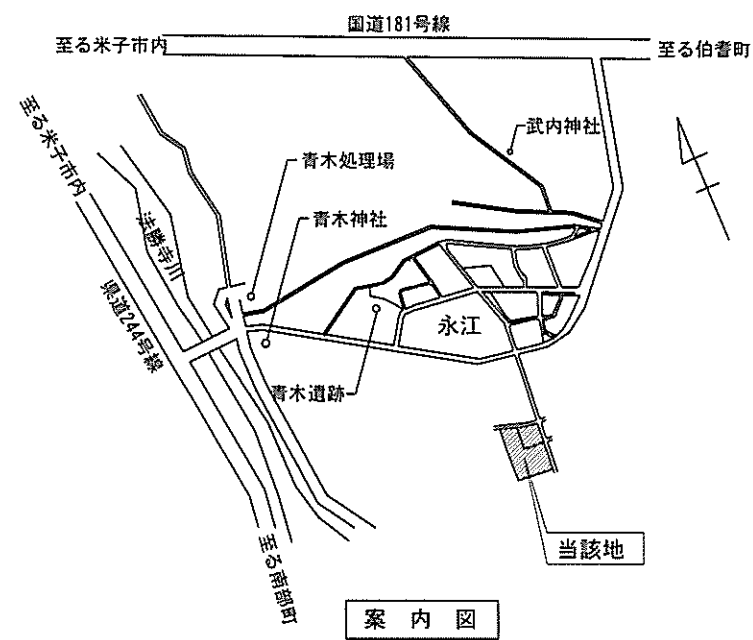 国道181号線
至る米子市内
至る伯耆町
至る米子市内
武内神社
青木処理場
青木神社
法勝寺川
県道244号線
永江
青木遺跡
当該地
至る南部町
案内図